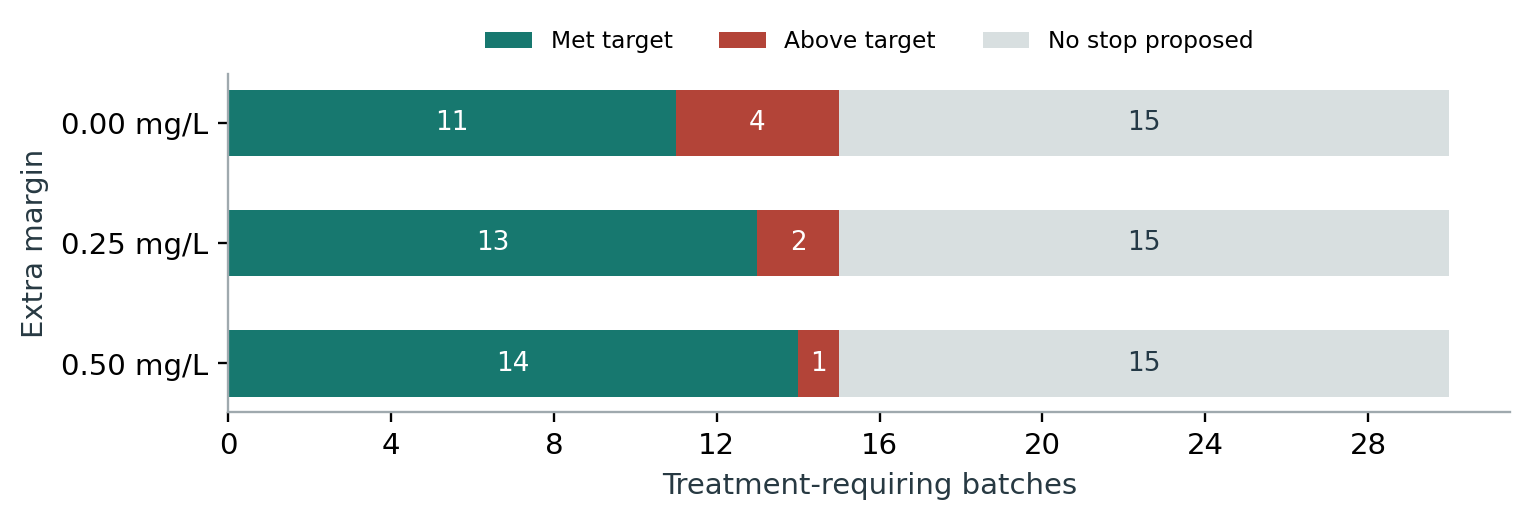 Met target Above target No stop proposed
Extra margin
0.00 mg/L 11 4 15
0.25 mg/L 13 2 15
0.50 mg/L 14 1 15
0 4 8 12 16 20 24 28
Treatment-requiring batches